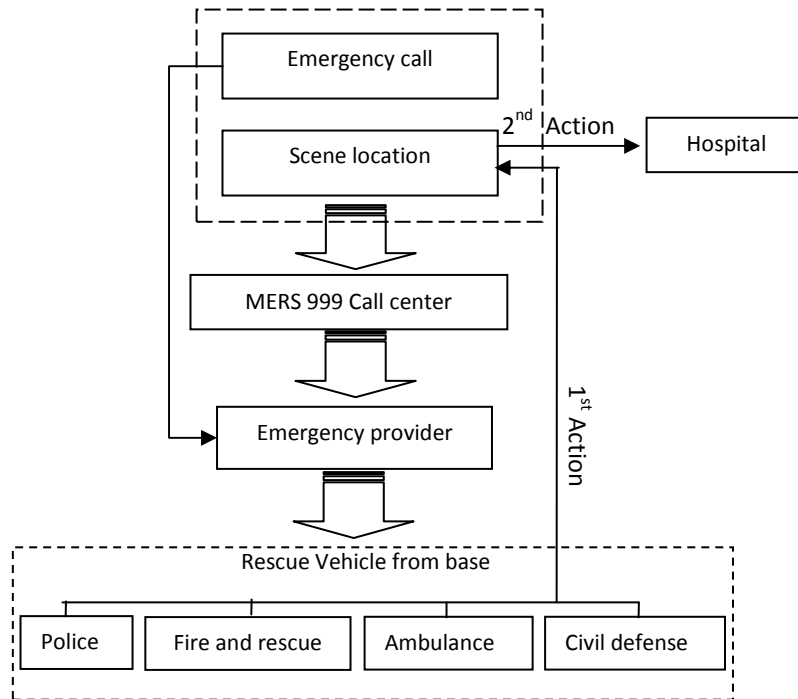 Emergency call
2nd Action
Hospital
Scene location
MERS 999 Call center
1st Action
Emergency provider
Rescue Vehicle from base
Police
Fire and rescue
Ambulance
Civil defense